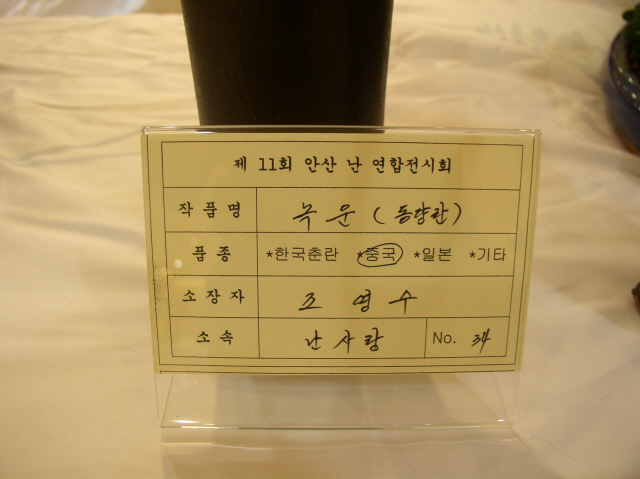 제 11회 안산 난 연합전시회
작 품 명 녹 운 (동양란)
품 종 *한국춘란 *중국 *일본 *기타
소 장 자 조 영 수
소 속 난 사 랑 No. 34